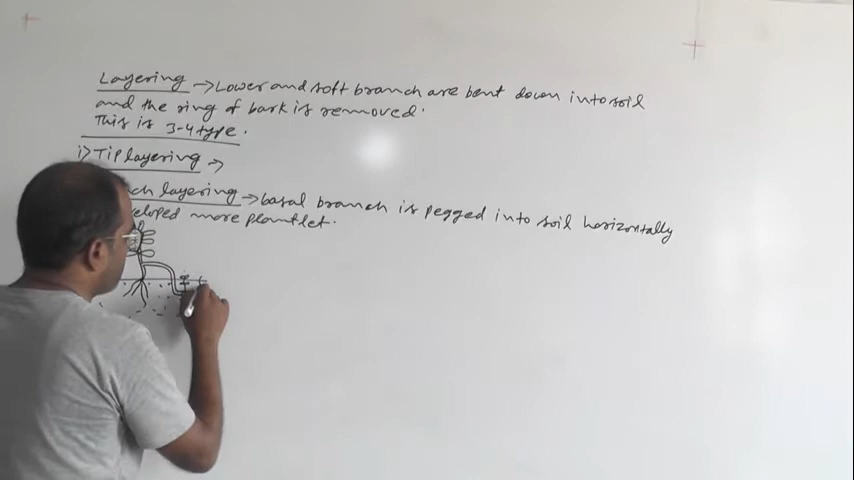 Layering → Lower and soft branch are bent down into soil
and the ring of bark is removed.
This is 3-4 type.
i) Tip layering →
layering → basal branch is pegged into soil horizontally
more plantlet.